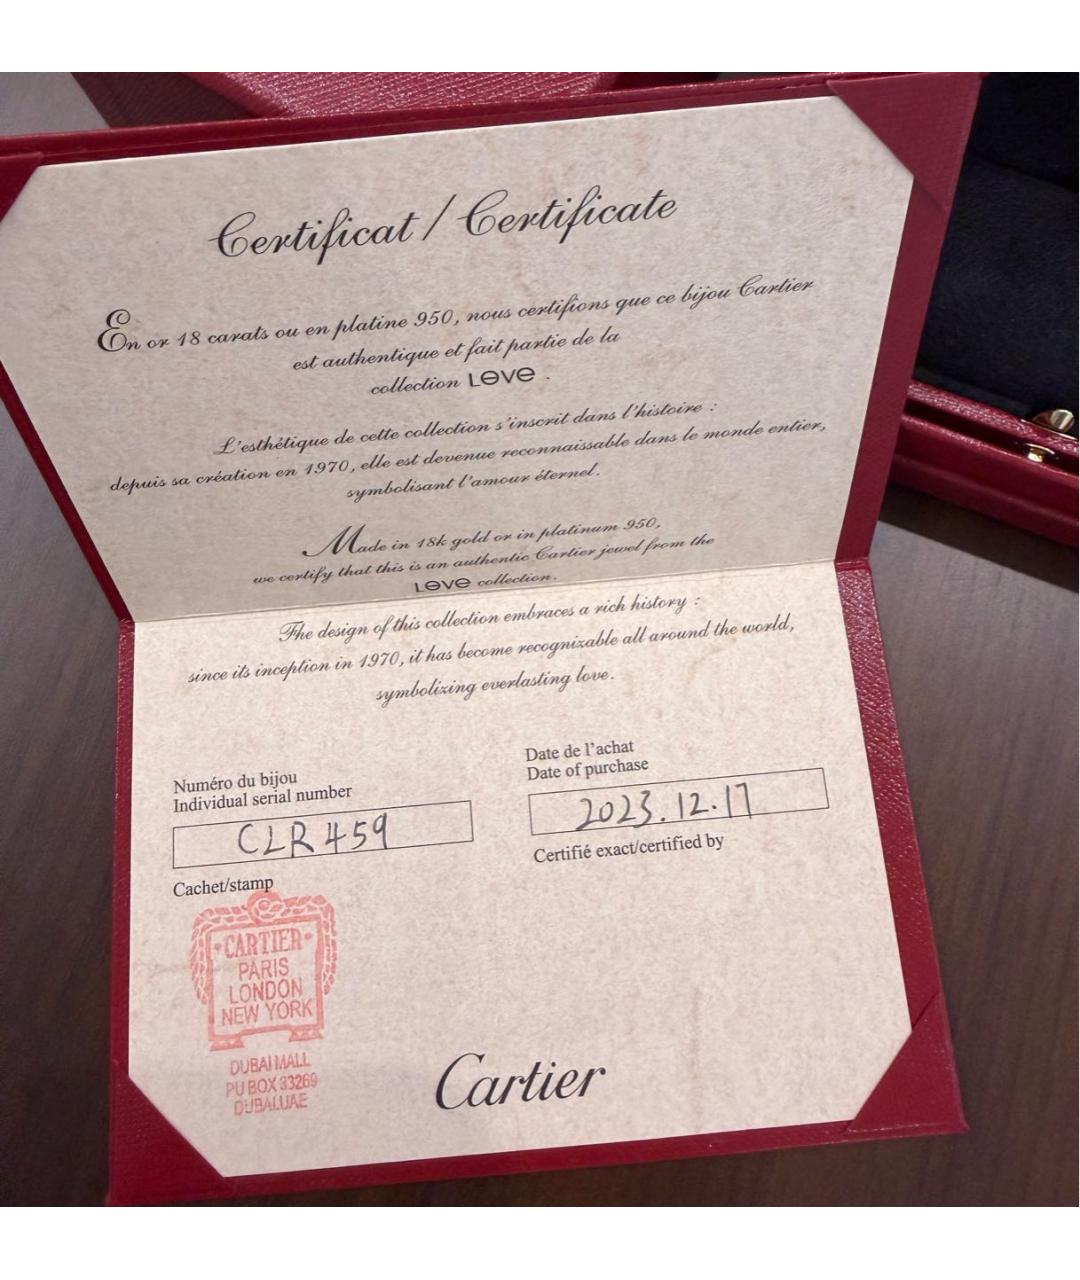 Certificat / Certificate
En or 18 carats ou en platine 950, nous certifions que ce bijou Cartier
est authentique et fait partie de la
collection LOVE .
L'esthétique de cette collection s'inscrit dans l'histoire :
depuis sa création en 1970, elle est devenue reconnaissable dans le monde entier,
symbolisant l'amour éternel.
Made in 18k gold or in platinum 950,
we certify that this is an authentic Cartier jewel from the
LOVE collection.
The design of this collection embraces a rich history :
since its inception in 1970, it has become recognizable all around the world,
symbolizing everlasting love.
Numéro du bijou
Individual serial number
CLR459
Date de l'achat
Date of purchase
2023.12.17
Certifié exact/certified by
Cachet/stamp
·CARTIER·
PARIS
LONDON
NEW YORK
DUBAI MALL
PU BOX 33269
DUBAI.UAE
Cartier